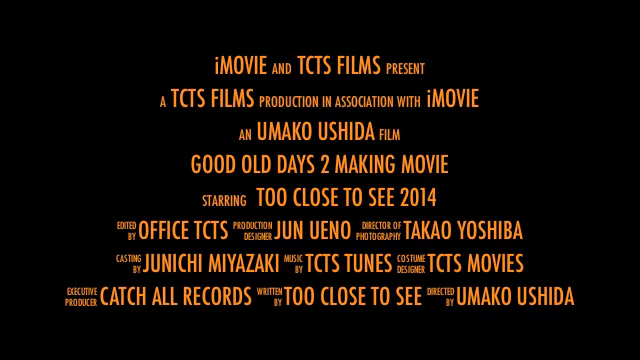 iMOVIE AND TCTS FILMS PRESENT
A TCTS FILMS PRODUCTION IN ASSOCIATION WITH iMOVIE
AN UMAKO USHIDA FILM
GOOD OLD DAYS 2 MAKING MOVIE
STARRING TOO CLOSE TO SEE 2014
EDITED BY OFFICE TCTS PRODUCTION DESIGNER JUN UENO DIRECTOR OF PHOTOGRAPHY TAKAO YOSHIBA
CASTING BY JUNICHI MIYAZAKI MUSIC BY TCTS TUNES COSTUME DESIGNER TCTS MOVIES
EXECUTIVE PRODUCER CATCH ALL RECORDS WRITTEN BY TOO CLOSE TO SEE DIRECTED BY UMAKO USHIDA